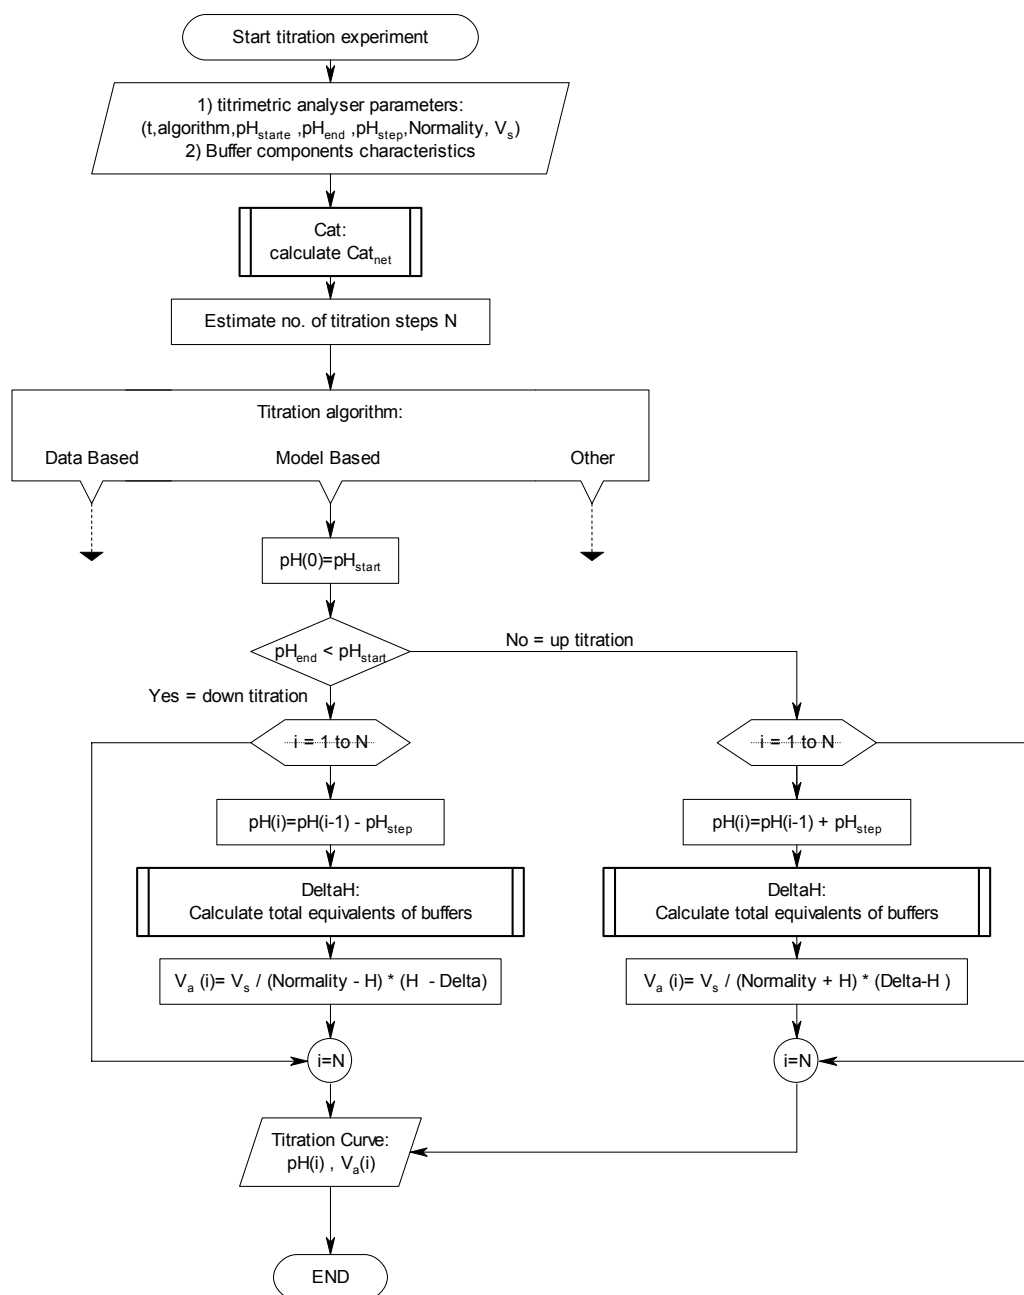 Start titration experiment
1) titrimetric analyser parameters:
(t,algorithm,pHstarte ,pHend ,pHstep,Normality, Vs)
2) Buffer components characteristics
Cat:
calculate Catnet
Estimate no. of titration steps N
Titration algorithm:
Data Based Model Based Other
pH(0)=pHstart
pHend < pHstart
No = up titration
Yes = down titration
i = 1 to N
i = 1 to N
pH(i)=pH(i-1) - pHstep
pH(i)=pH(i-1) + pHstep
DeltaH:
Calculate total equivalents of buffers
DeltaH:
Calculate total equivalents of buffers
Va (i)= Vs / (Normality - H) * (H - Delta)
Va (i)= Vs / (Normality + H) * (Delta-H )
i=N
i=N
Titration Curve:
pH(i) , Va(i)
END